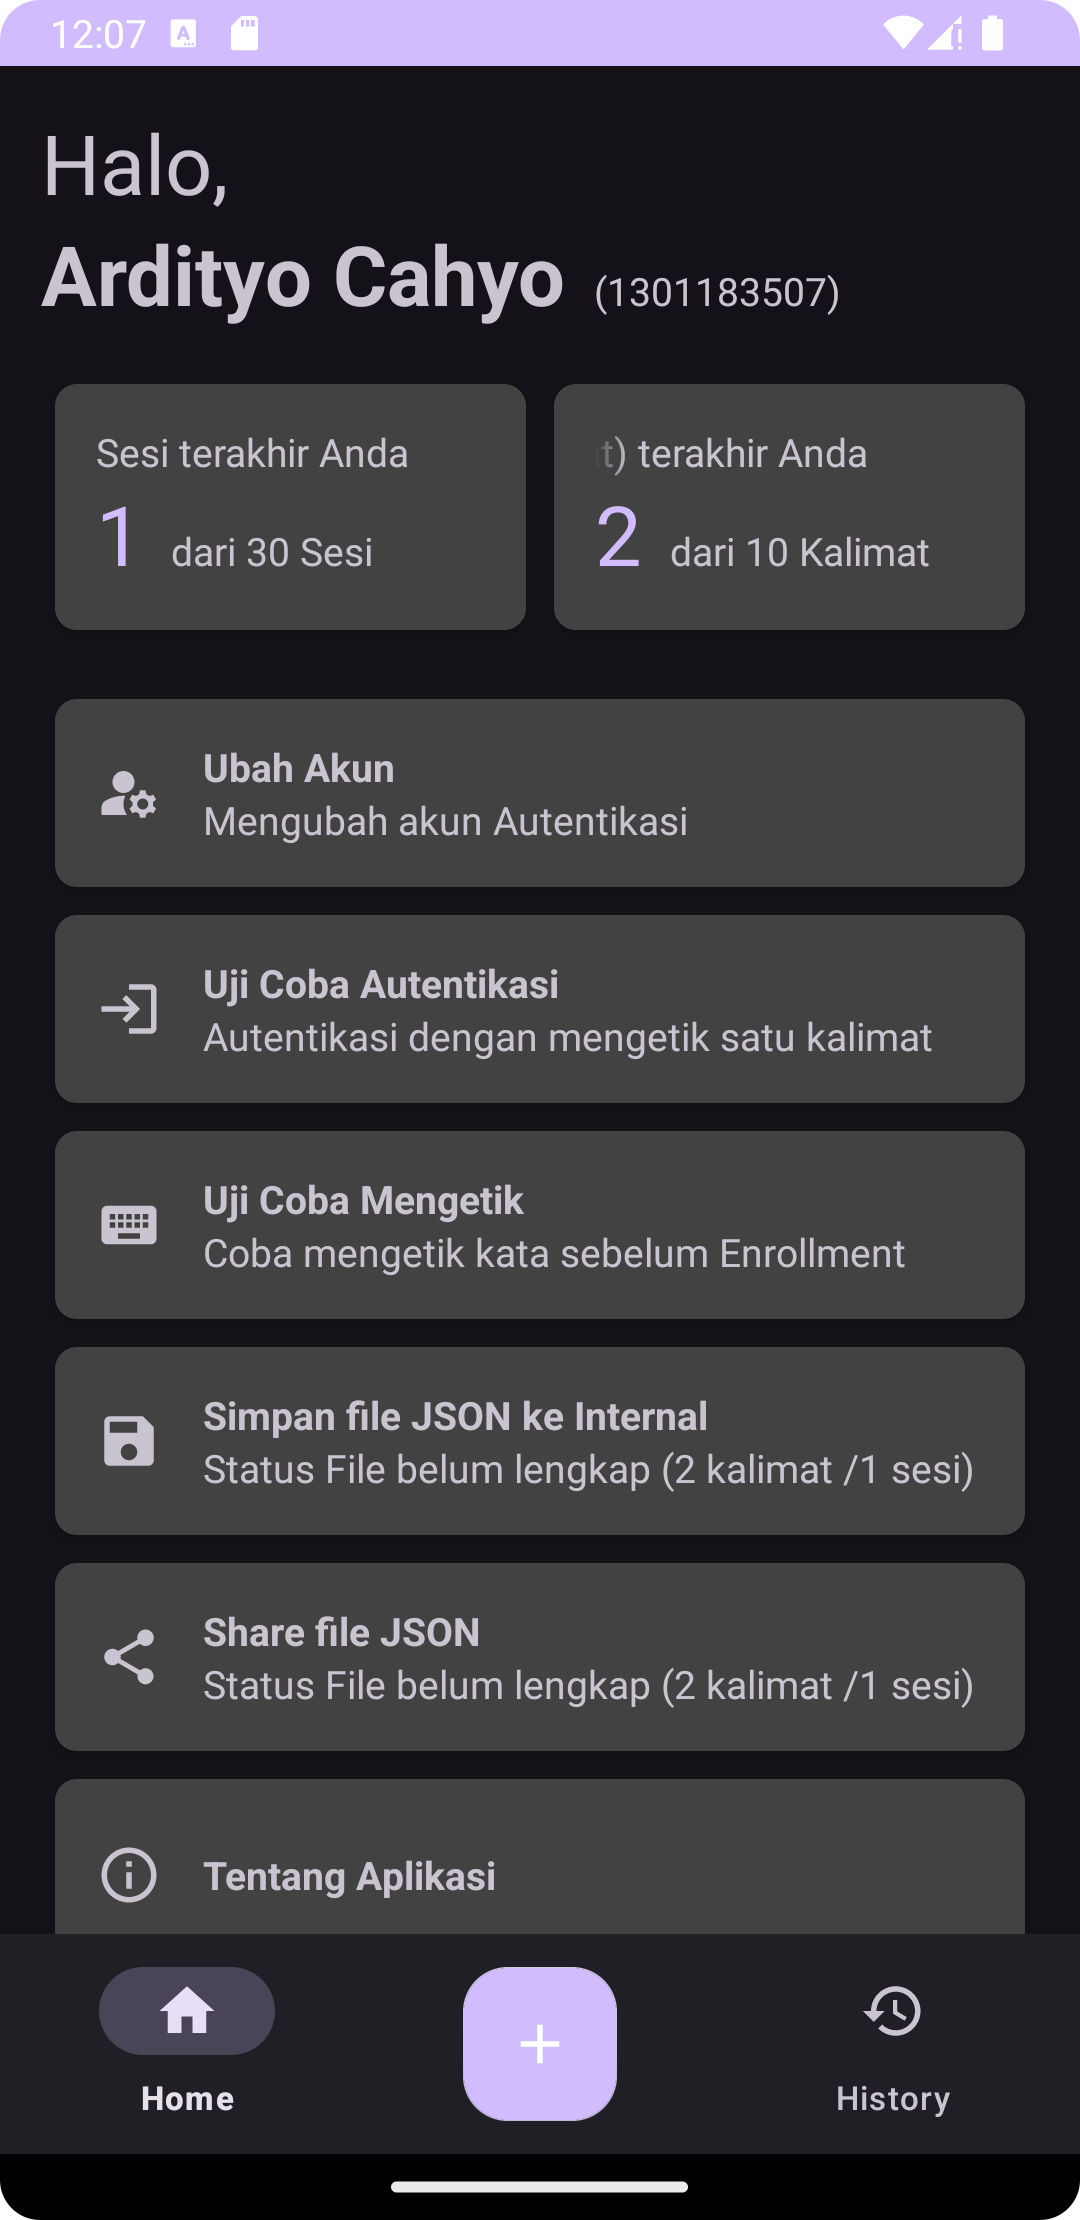 12:07
Halo,
Ardityo Cahyo (1301183507)
Sesi terakhir Anda
1 dari 30 Sesi
t) terakhir Anda
2 dari 10 Kalimat
Ubah Akun
Mengubah akun Autentikasi
Uji Coba Autentikasi
Autentikasi dengan mengetik satu kalimat
Uji Coba Mengetik
Coba mengetik kata sebelum Enrollment
Simpan file JSON ke Internal
Status File belum lengkap (2 kalimat /1 sesi)
Share file JSON
Status File belum lengkap (2 kalimat /1 sesi)
Tentang Aplikasi
Home
History